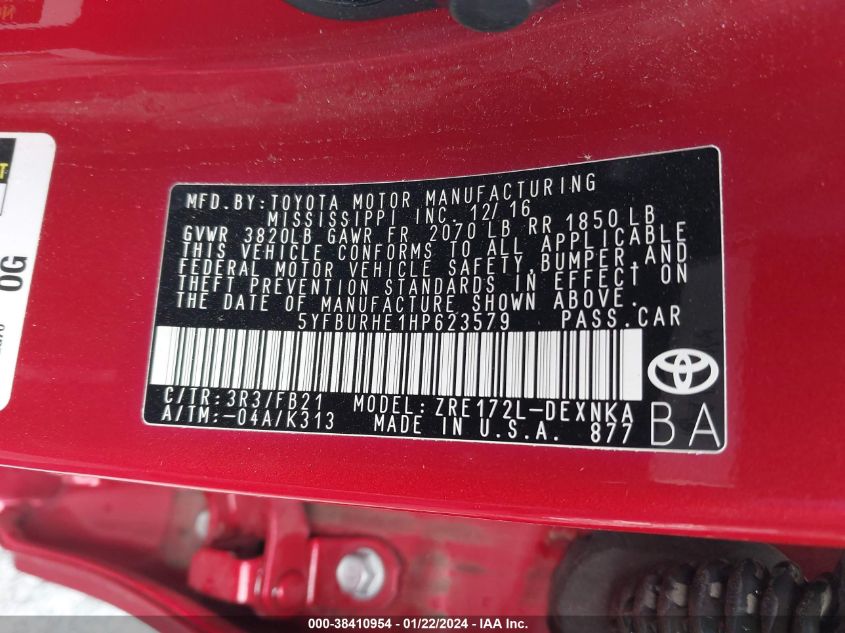 MFD. BY: TOYOTA MOTOR MANUFACTURING
MISSISSIPPI INC. 12/16
GVWR 3820LB GAWR FR 2070 LB RR 1850 LB
THIS VEHICLE CONFORMS TO ALL APPLICABLE
FEDERAL MOTOR VEHICLE SAFETY, BUMPER, AND
THEFT PREVENTION STANDARDS IN EFFECT ON
THE DATE OF MANUFACTURE SHOWN ABOVE.
5YFBURHE1HP623579 PASS.CAR
C/TR: 3R3/FB21 MODEL: ZRE172L-DEXNKA
A/TM:-04A/K313 MADE IN U.S.A. 877
BA
OG
000-38410954 - 01/22/2024 - IAA Inc.